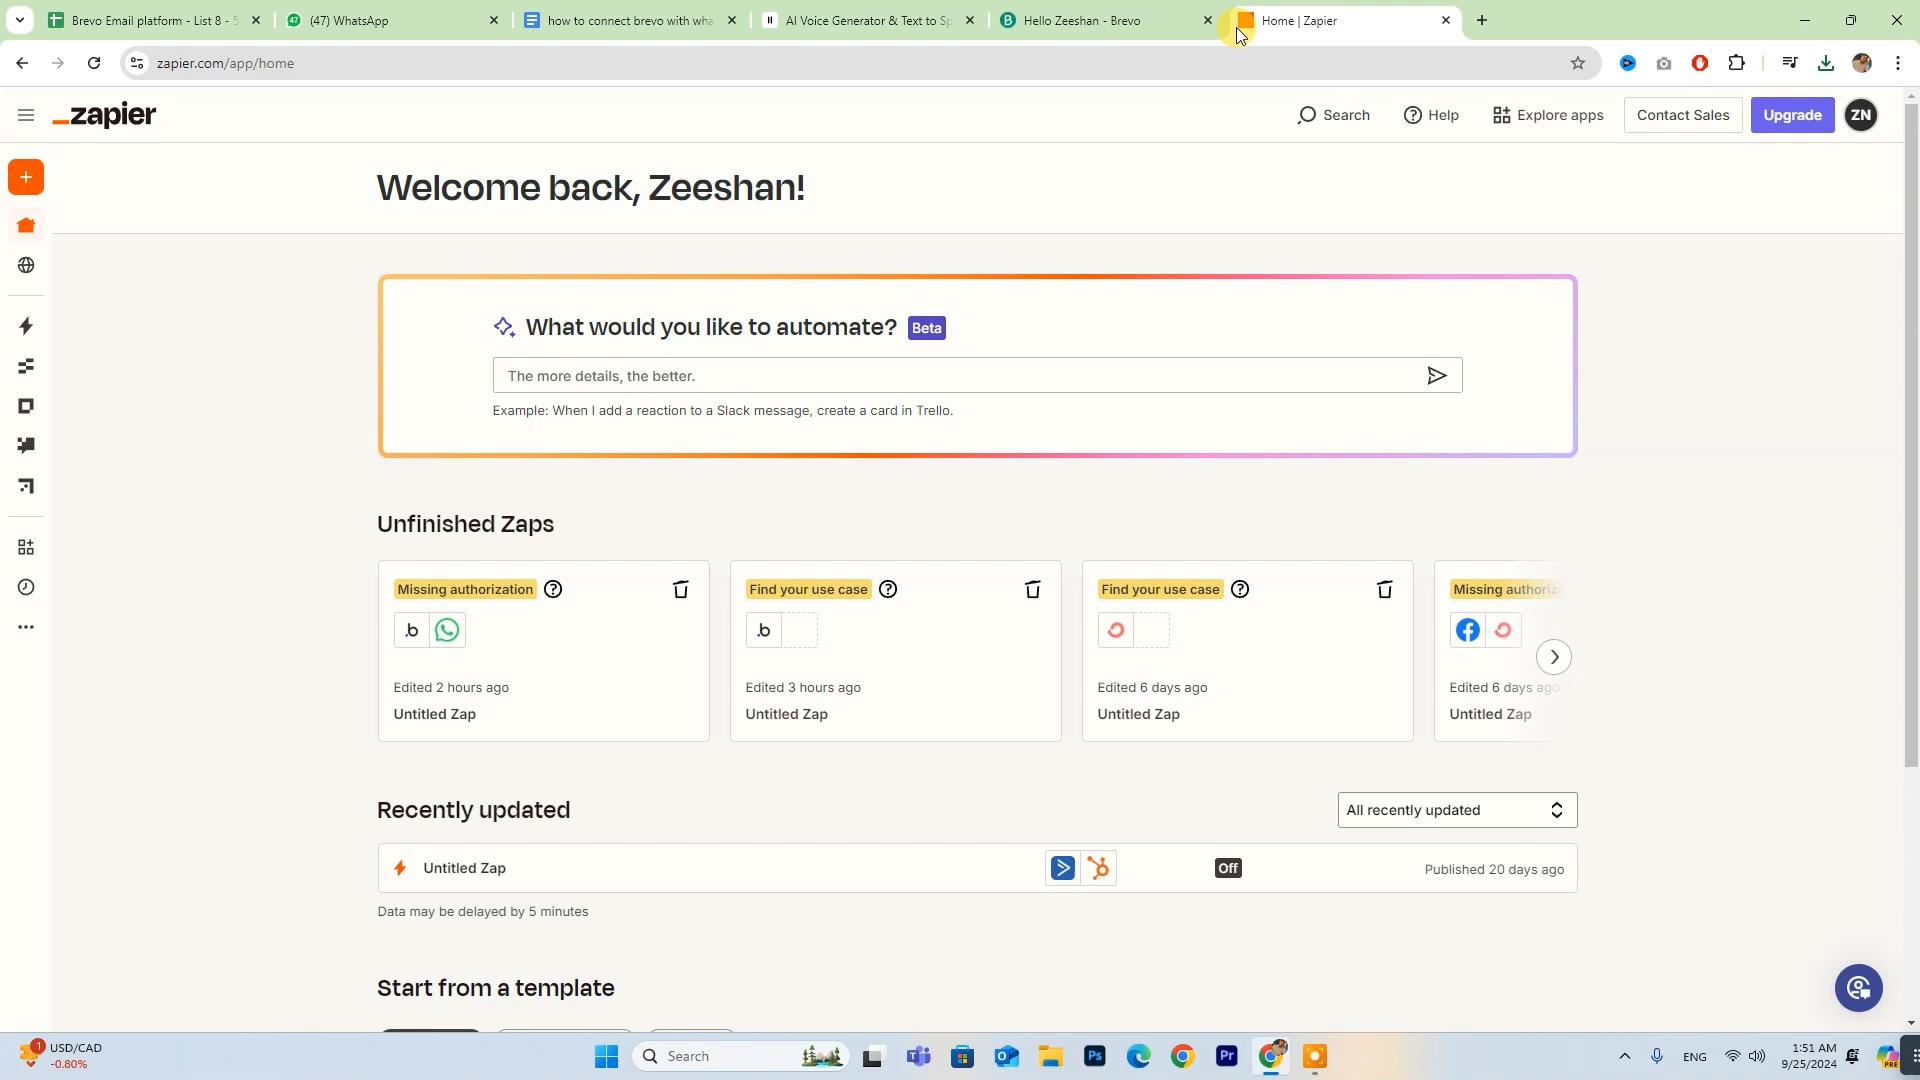 Brevo Email platform - List 8 - 5
(47) WhatsApp
how to connect brevo with wha
AI Voice Generator & Text to Sp
Hello Zeeshan - Brevo
Home | Zapier
zapier.com/app/home
zapier
Search
Help
Explore apps
Contact Sales
Upgrade
ZN
Welcome back, Zeeshan!
What would you like to automate? Beta
The more details, the better.
Example: When I add a reaction to a Slack message, create a card in Trello.
Unfinished Zaps
Missing authorization
Find your use case
Find your use case
Missing authoriz
Edited 2 hours ago
Edited 3 hours ago
Edited 6 days ago
Edited 6 days ago
Untitled Zap
Untitled Zap
Untitled Zap
Untitled Zap
Recently updated
All recently updated
Untitled Zap
Off
Published 20 days ago
Data may be delayed by 5 minutes
Start from a template
USD/CAD
-0.80%
Search
ENG
1:51 AM
9/25/2024